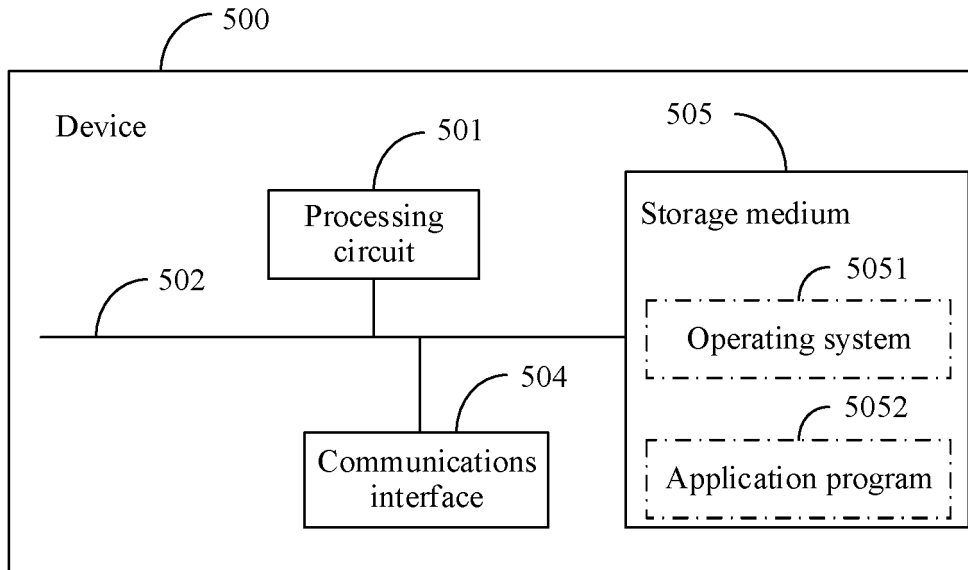 500
Device
501
505
Processing
circuit
Storage medium
502
5051
Operating system
504
5052
Communications
interface
Application program